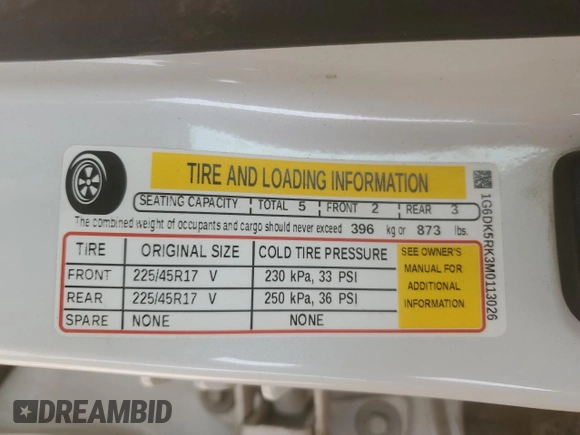 TIRE AND LOADING INFORMATION
SEATING CAPACITY TOTAL 5 FRONT 2 REAR 3
The combined weight of occupants and cargo should never exceed 396 kg or 873 lbs.
TIRE ORIGINAL SIZE COLD TIRE PRESSURE
FRONT 225/45R17 V 230 kPa, 33 PSI
REAR 225/45R17 V 250 kPa, 36 PSI
SPARE NONE NONE
SEE OWNER'S
MANUAL FOR
ADDITIONAL
INFORMATION
1G6DK5RK3M0113026
DREAMBID